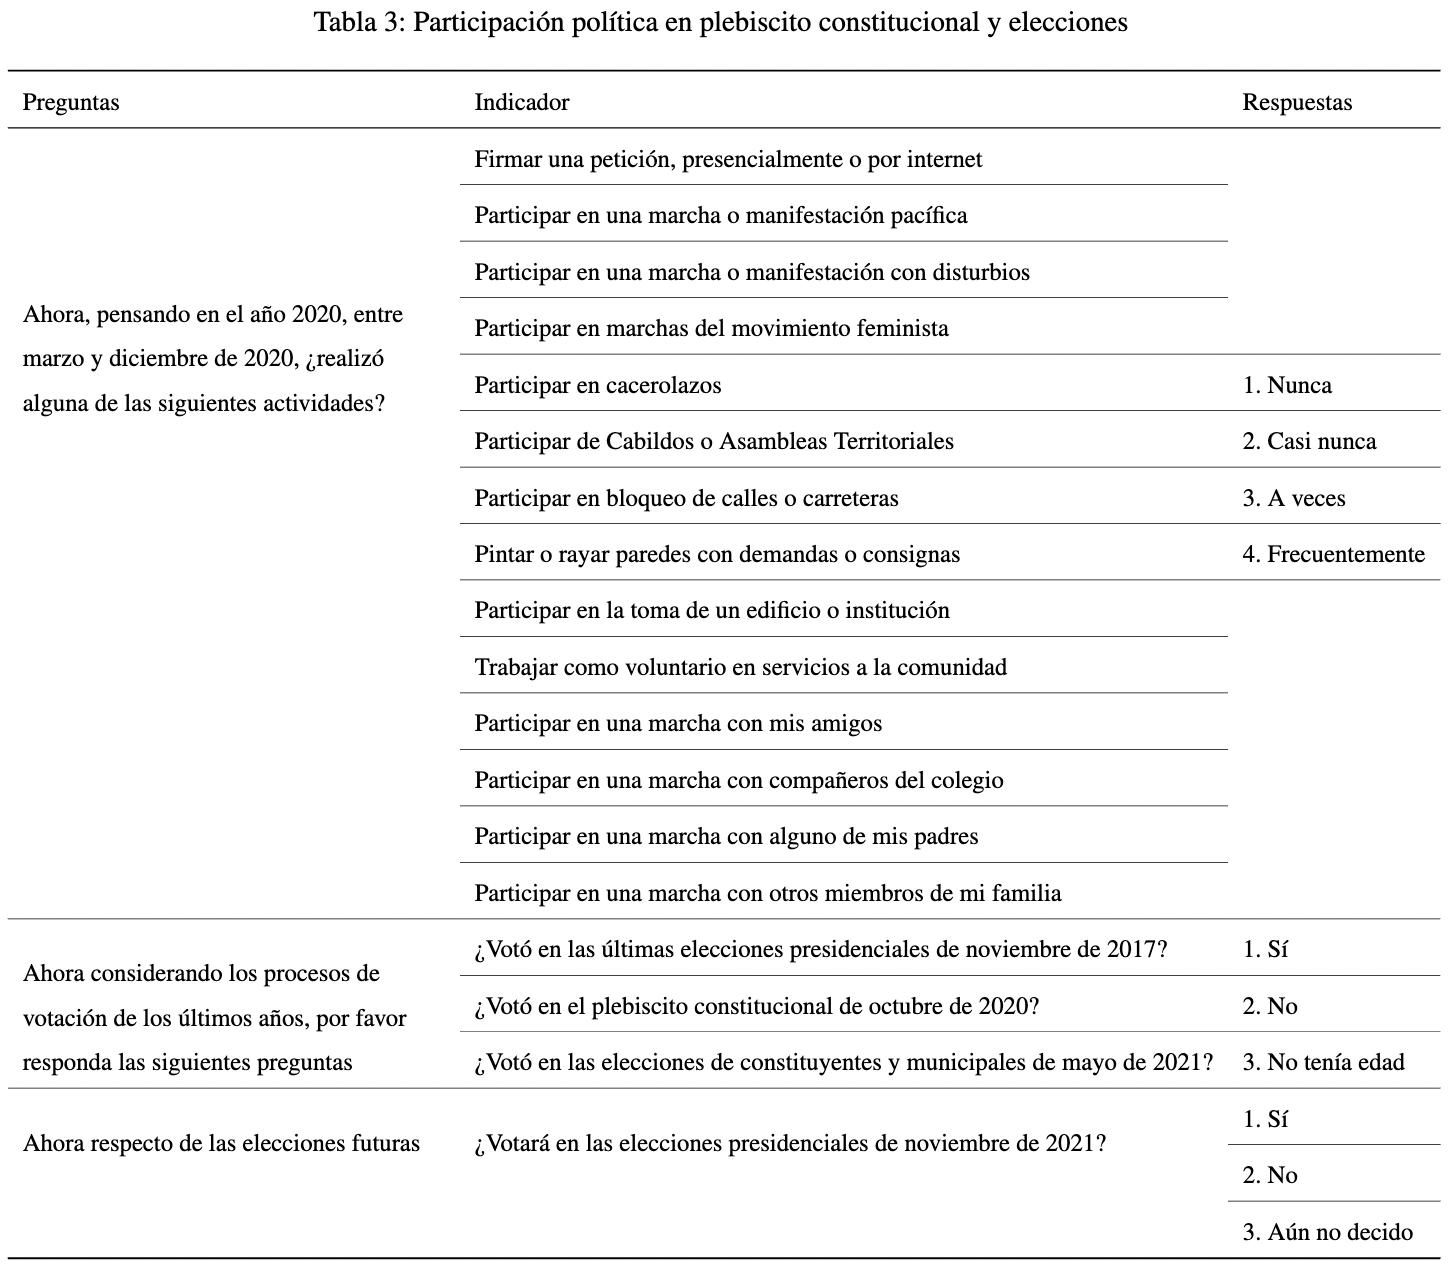 Tabla 3: Participación política en plebiscito constitucional y elecciones
Preguntas Indicador Respuestas
Ahora, pensando en el año 2020, entre
marzo y diciembre de 2020, ¿realizó
alguna de las siguientes actividades?
Firmar una petición, presencialmente o por internet
Participar en una marcha o manifestación pacífica
Participar en una marcha o manifestación con disturbios
Participar en marchas del movimiento feminista
Participar en cacerolazos
Participar de Cabildos o Asambleas Territoriales
Participar en bloqueo de calles o carreteras
Pintar o rayar paredes con demandas o consignas
Participar en la toma de un edificio o institución
Trabajar como voluntario en servicios a la comunidad
Participar en una marcha con mis amigos
Participar en una marcha con compañeros del colegio
Participar en una marcha con alguno de mis padres
Participar en una marcha con otros miembros de mi familia
1. Nunca
2. Casi nunca
3. A veces
4. Frecuentemente
Ahora considerando los procesos de
votación de los últimos años, por favor
responda las siguientes preguntas
¿Votó en las últimas elecciones presidenciales de noviembre de 2017?
¿Votó en el plebiscito constitucional de octubre de 2020?
¿Votó en las elecciones de constituyentes y municipales de mayo de 2021?
1. Sí
2. No
3. No tenía edad
Ahora respecto de las elecciones futuras
¿Votará en las elecciones presidenciales de noviembre de 2021?
1. Sí
2. No
3. Aún no decido